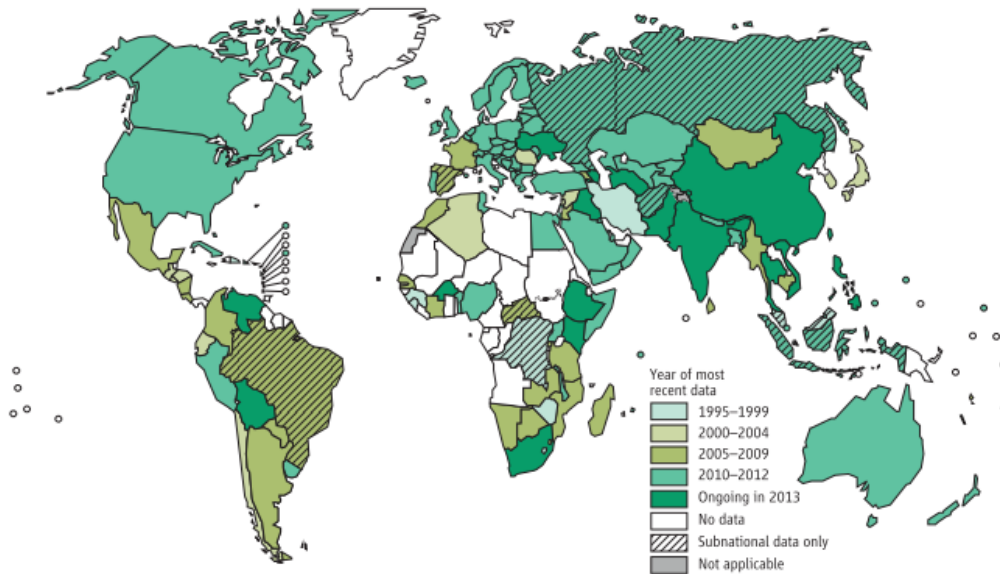 Year of most
recent data
1995–1999
2000–2004
2005–2009
2010–2012
Ongoing in 2013
No data
Subnational data only
Not applicable